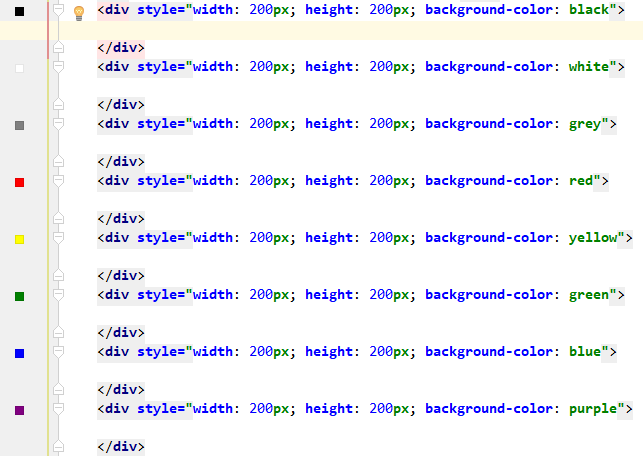 <div style="width: 200px; height: 200px; background-color: black">
</div>
<div style="width: 200px; height: 200px; background-color: white">
</div>
<div style="width: 200px; height: 200px; background-color: grey">
</div>
<div style="width: 200px; height: 200px; background-color: red">
</div>
<div style="width: 200px; height: 200px; background-color: yellow">
</div>
<div style="width: 200px; height: 200px; background-color: green">
</div>
<div style="width: 200px; height: 200px; background-color: blue">
</div>
<div style="width: 200px; height: 200px; background-color: purple">
</div>